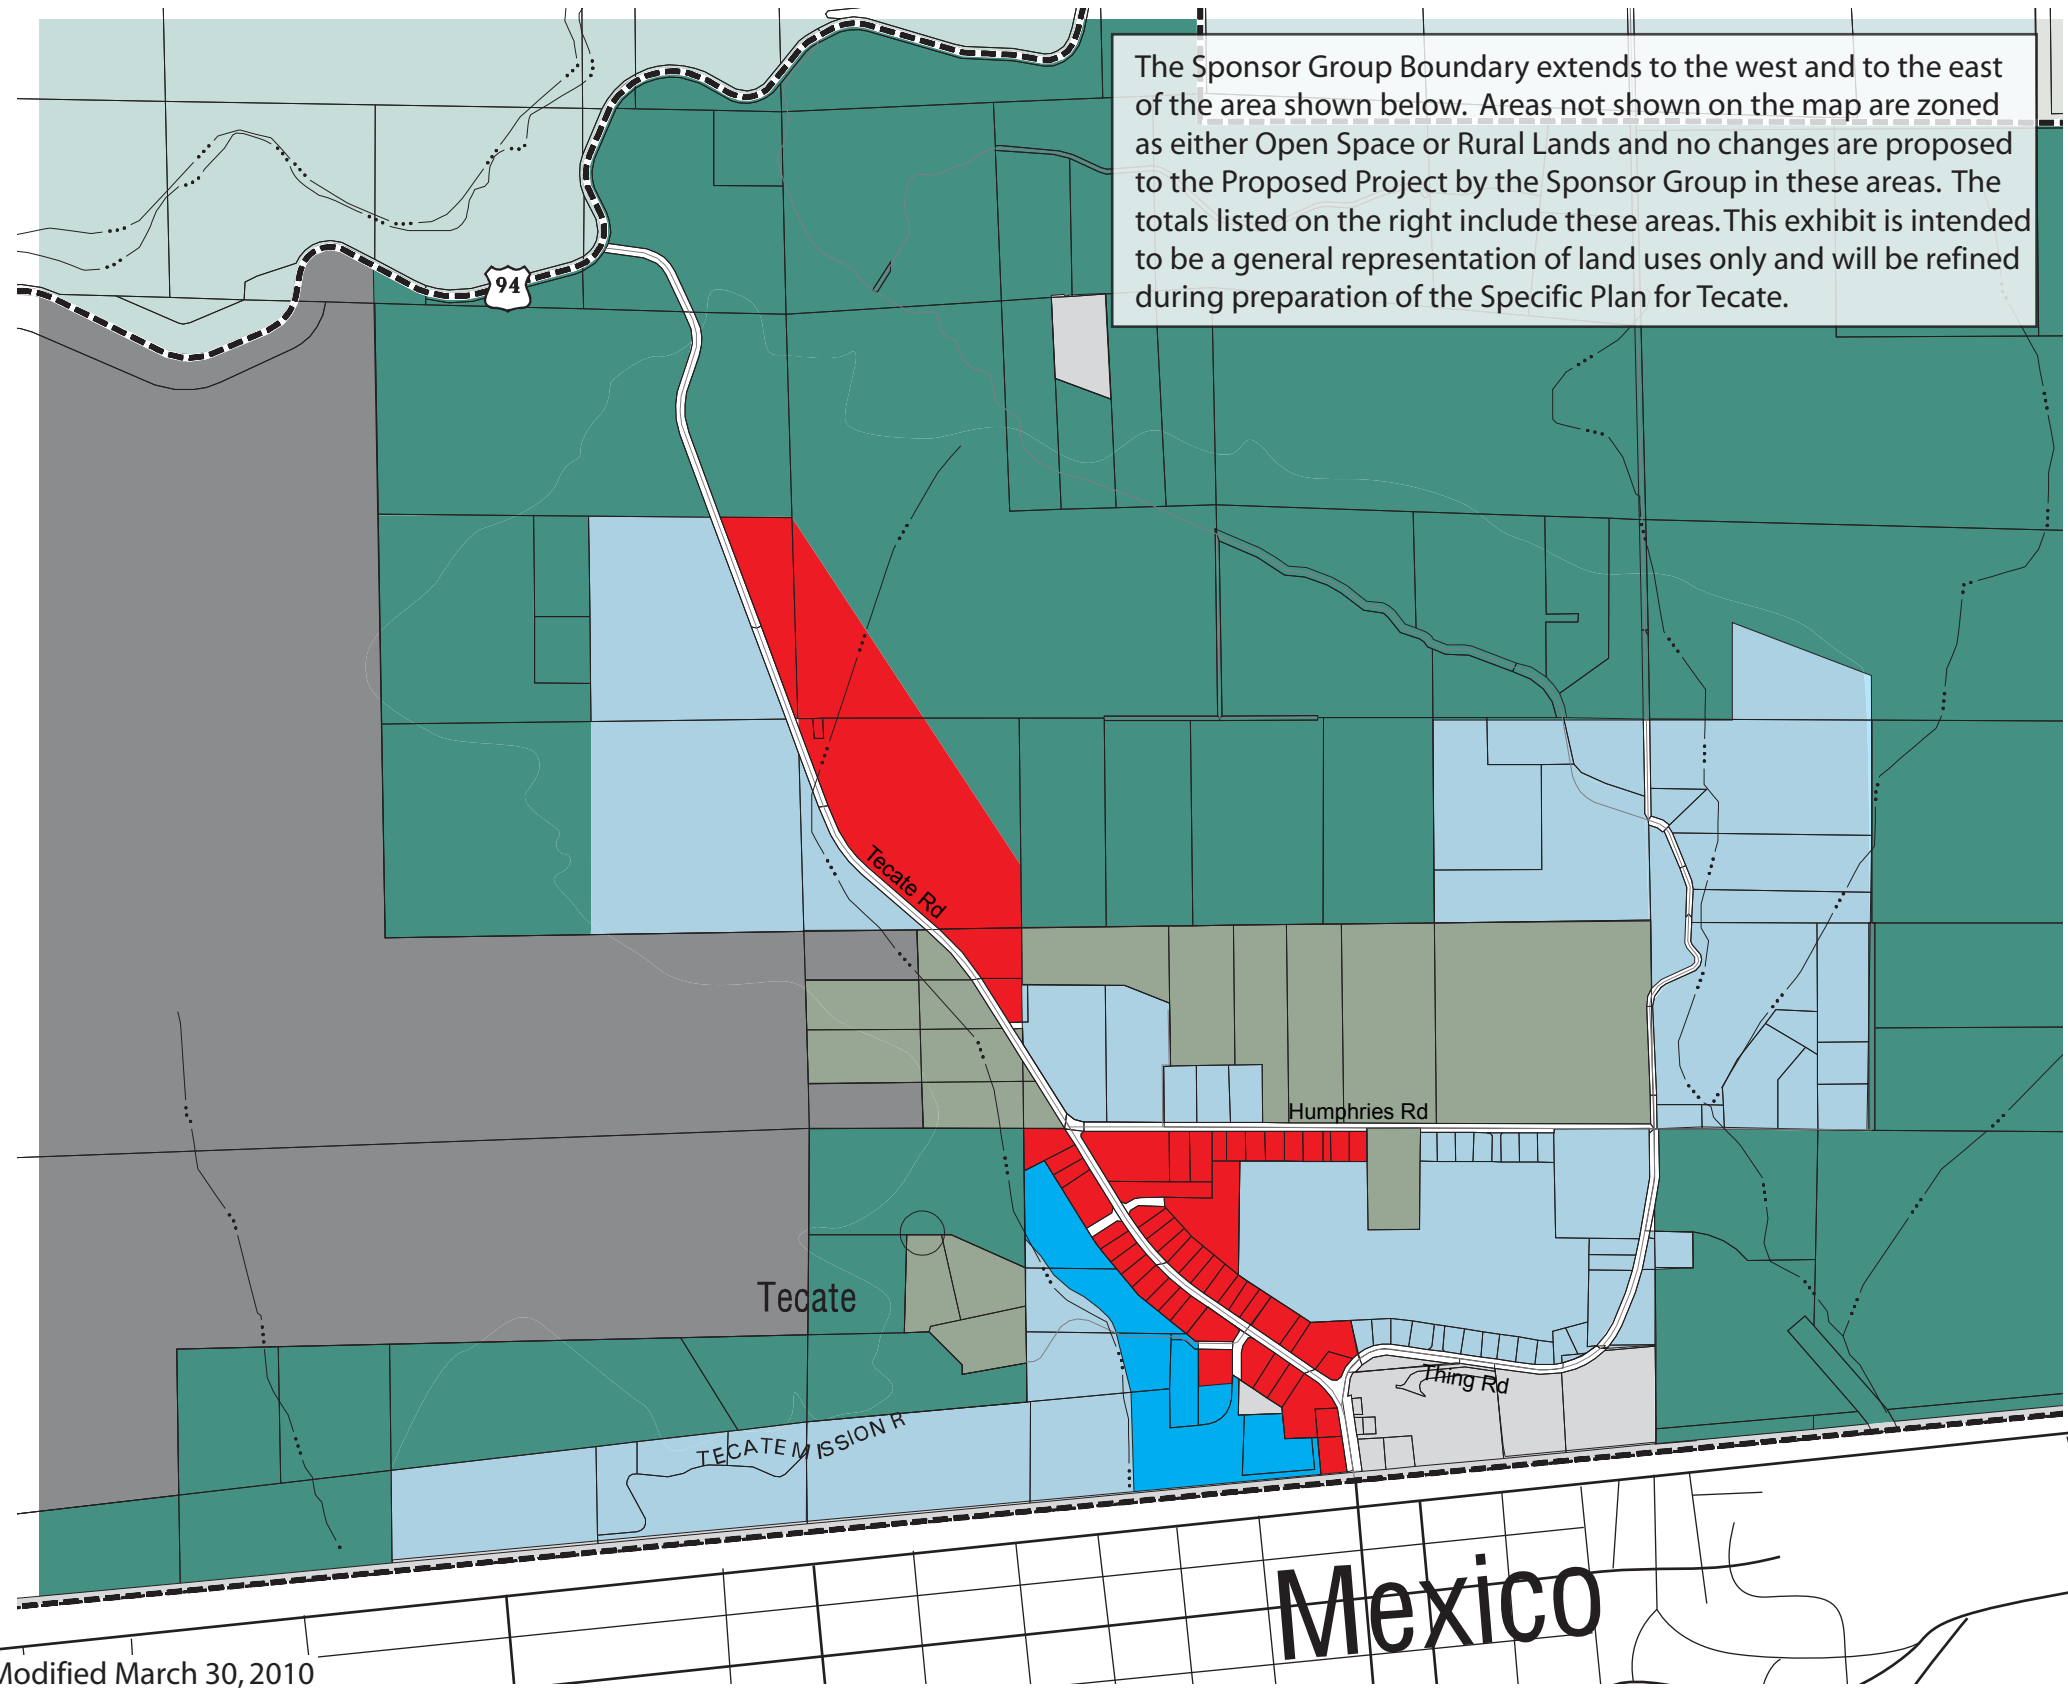 The Sponsor Group Boundary extends to the west and to the east
of the area shown below. Areas not shown on the map are zoned
as either Open Space or Rural Lands and no changes are proposed
to the Proposed Project by the Sponsor Group in these areas. The
totals listed on the right include these areas. This exhibit is intended
to be a general representation of land uses only and will be refined
during preparation of the Specific Plan for Tecate.
94
Tecate Rd
Humphries Rd
Tecate
Thing Rd
TECATE MISSION R
Mexico
Modified March 30, 2010